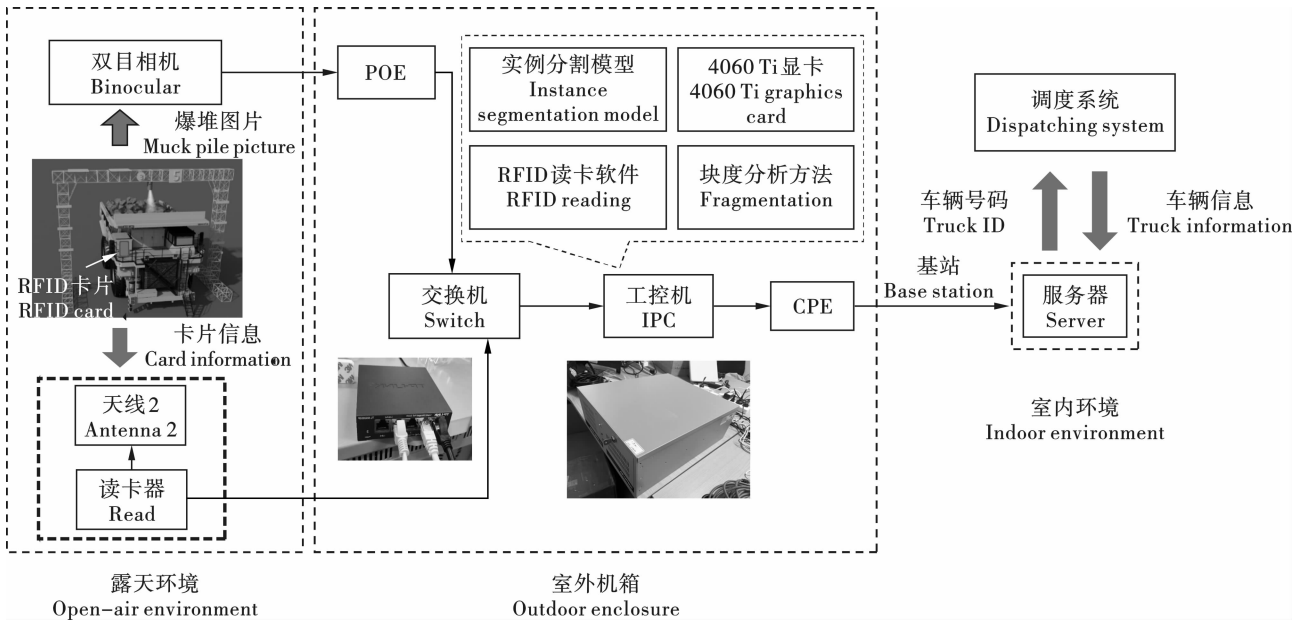 双目相机
Binocular
爆堆图片
Muck pile picture
RFID卡片
RFID card
卡片信息
Card information
天线2
Antenna 2
读卡器
Read
露天环境
Open-air environment
POE
实例分割模型
Instance
segmentation model
4060 Ti显卡
4060 Ti graphics
card
RFID读卡软件
RFID reading
块度分析方法
Fragmentation
交换机
Switch
工控机
IPC
CPE
室外机箱
Outdoor enclosure
基站
Base station
调度系统
Dispatching system
车辆号码
Truck ID
车辆信息
Truck information
服务器
Server
室内环境
Indoor environment